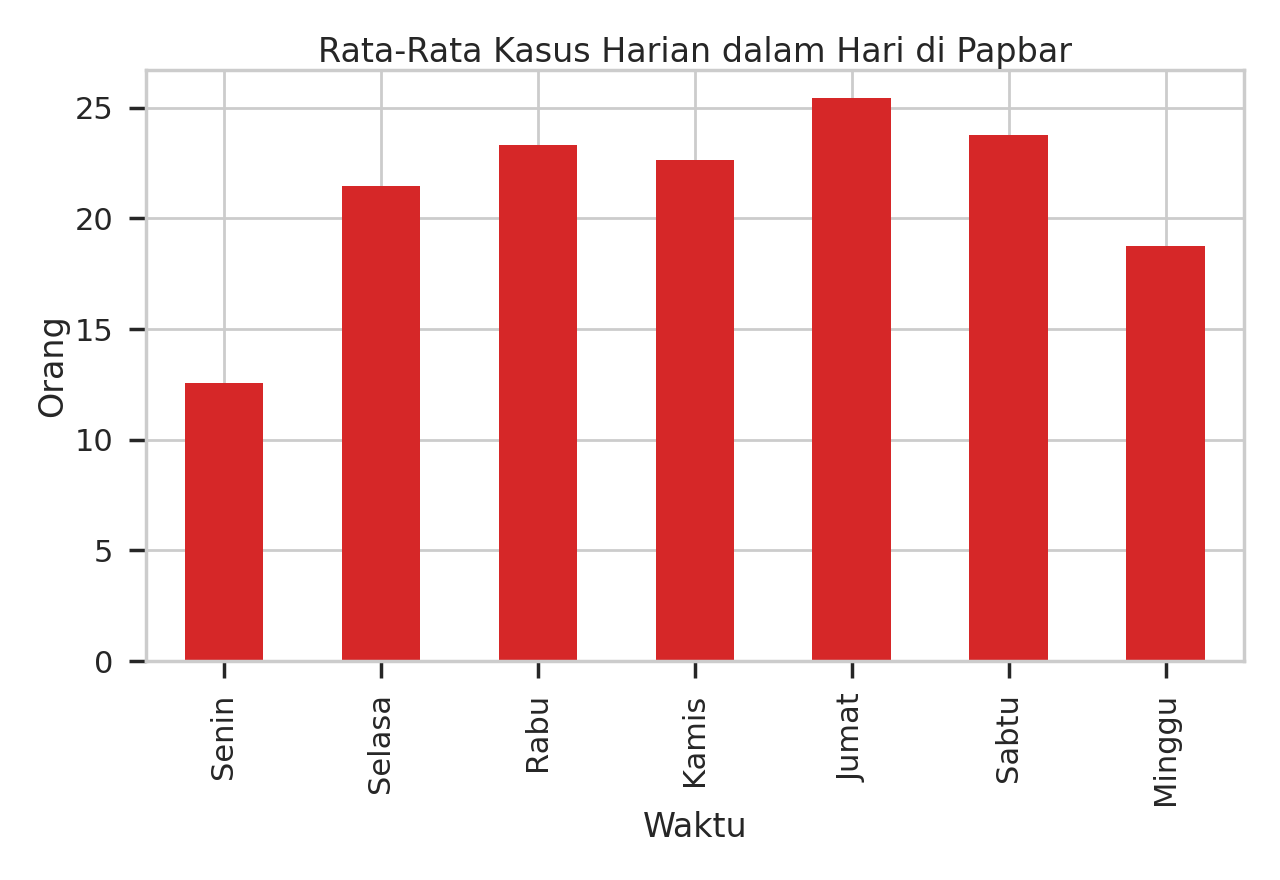 Rata-Rata Kasus Harian dalam Hari di Papbar
Orang
25
20
15
10
5
0
Senin
Selasa
Rabu
Kamis
Jumat
Sabtu
Minggu
Waktu